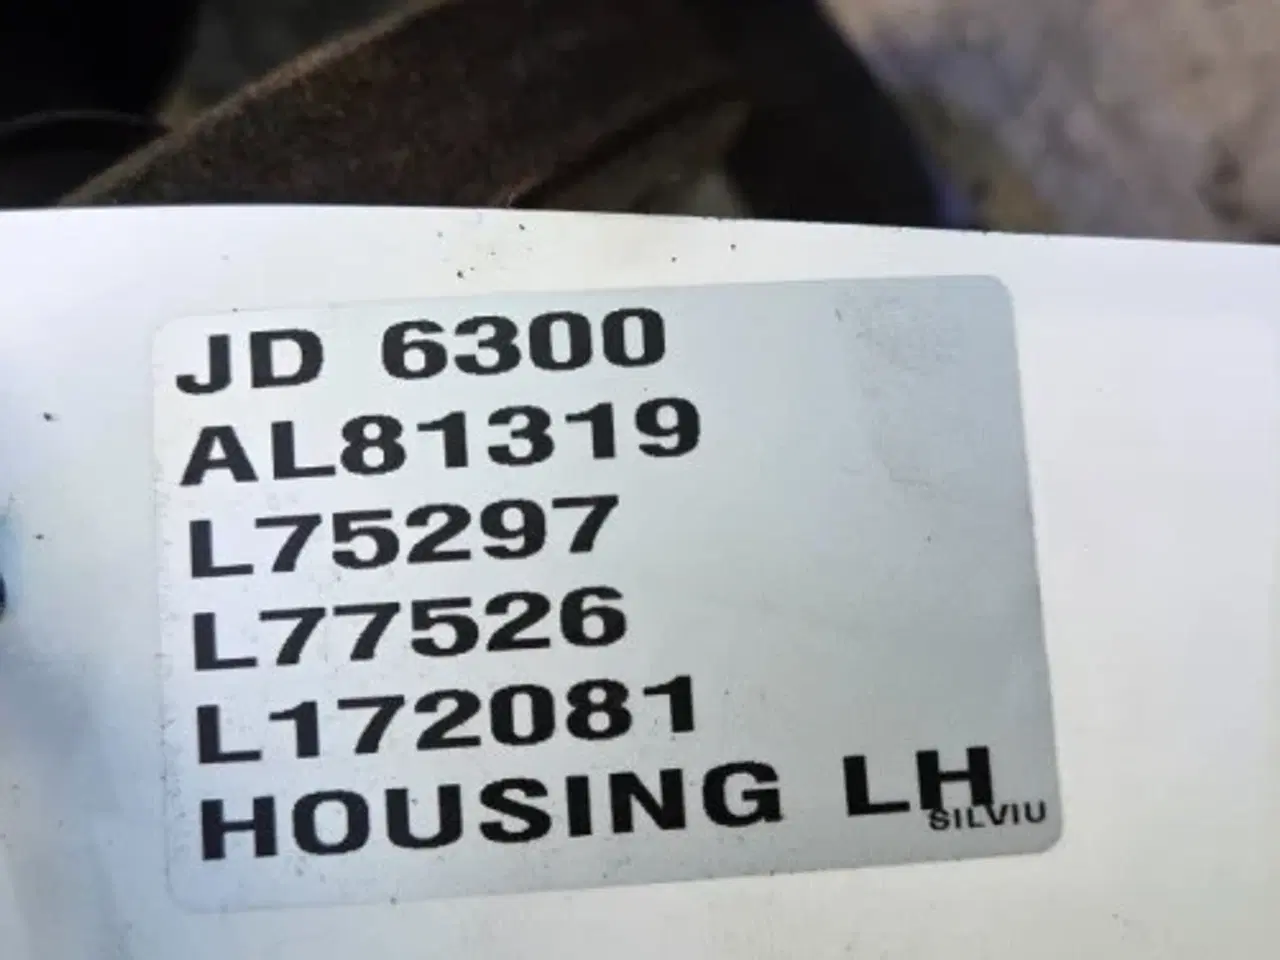 JD 6300
AL81319
L75297
L77526
L172081
HOUSING LH
SILVIU